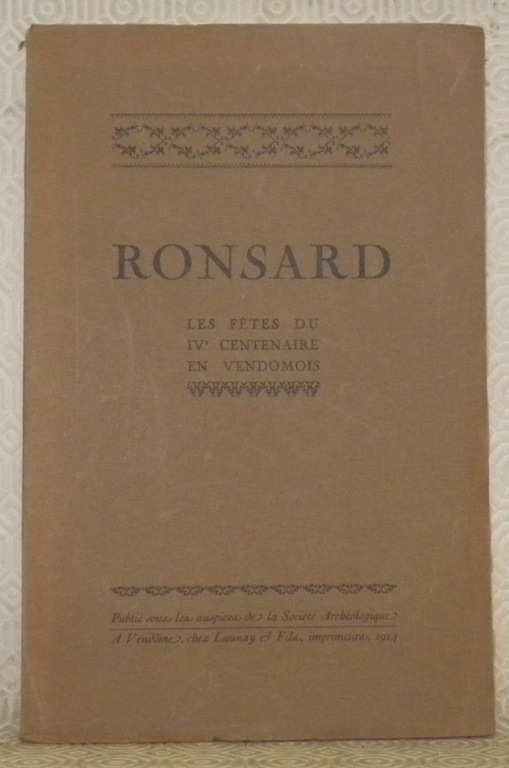 RONSARD
LES FÊTES DU
IVᵉ CENTENAIRE
EN VENDOMOIS
Publié sous les auspices de la Société Archéologique
A Vendôme, chez Launay & Fils, imprimeurs, 1924